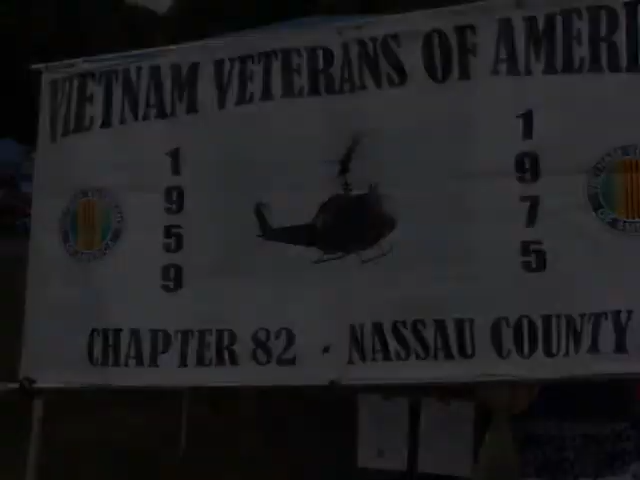 VIETNAM VETERANS OF AMERI
1959
1975
CHAPTER 82 - NASSAU COUNTY